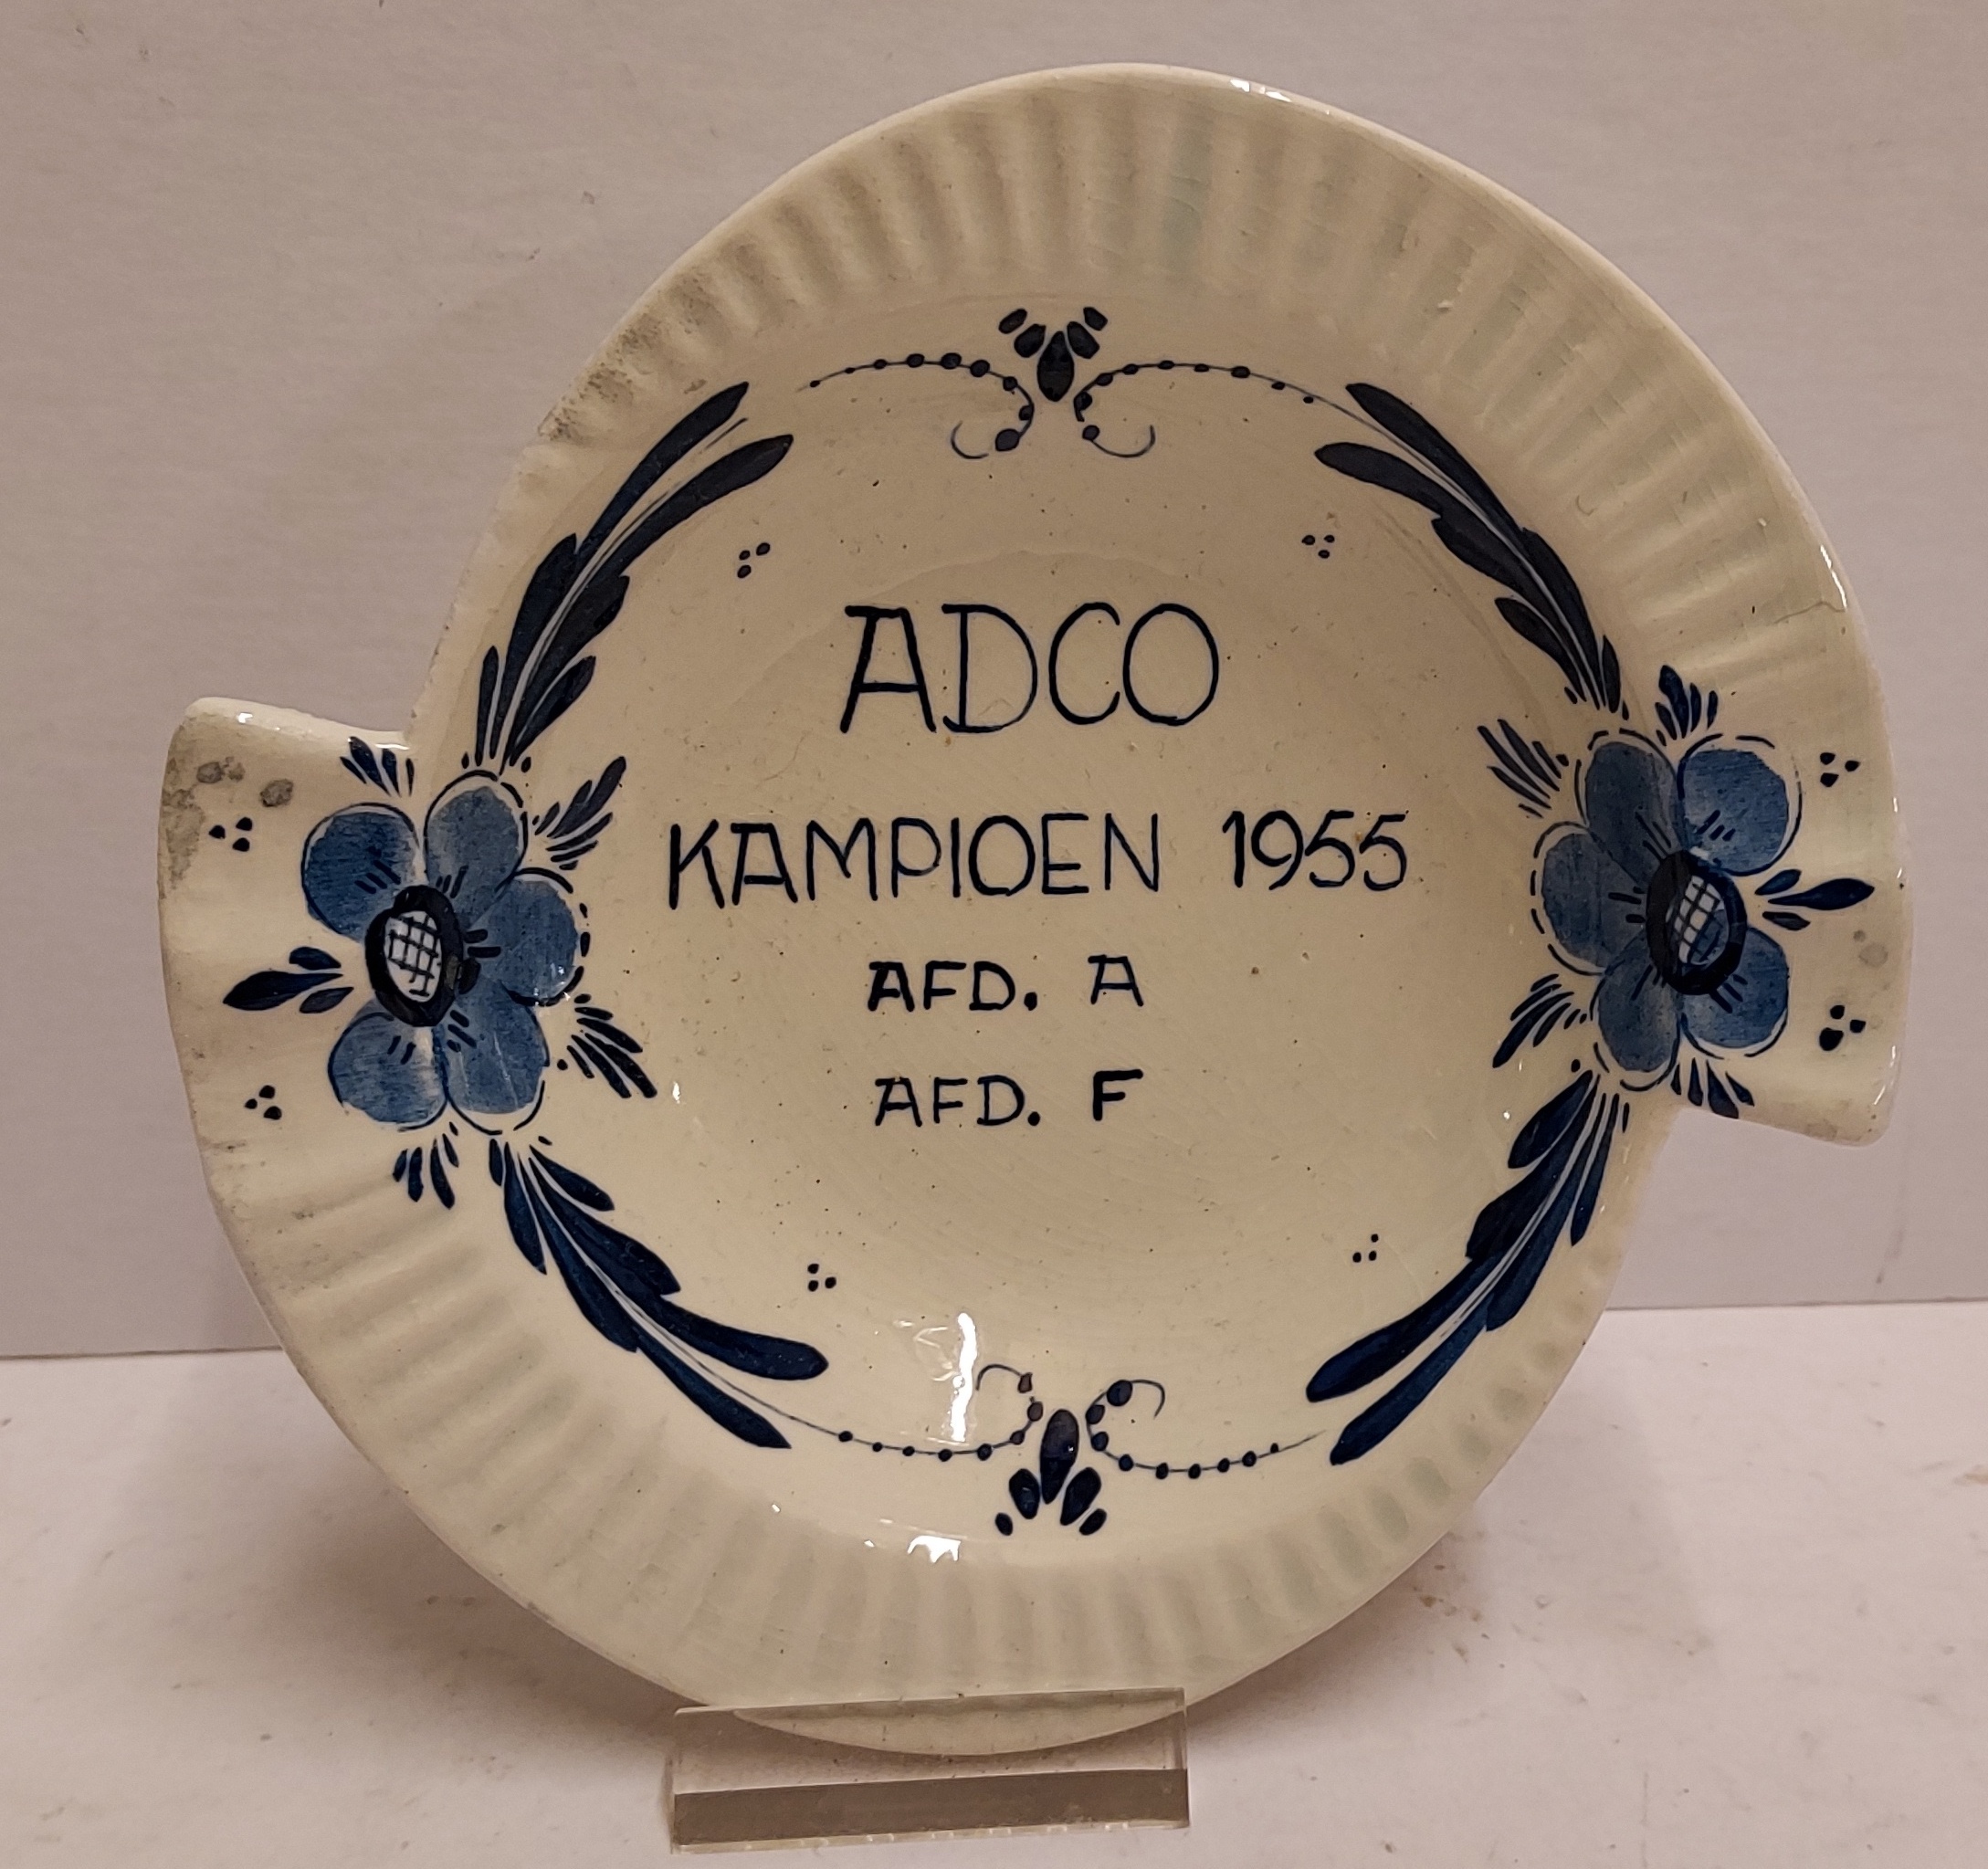 ADCO
KAMPIOEN 1955
AFD. A
AFD. F